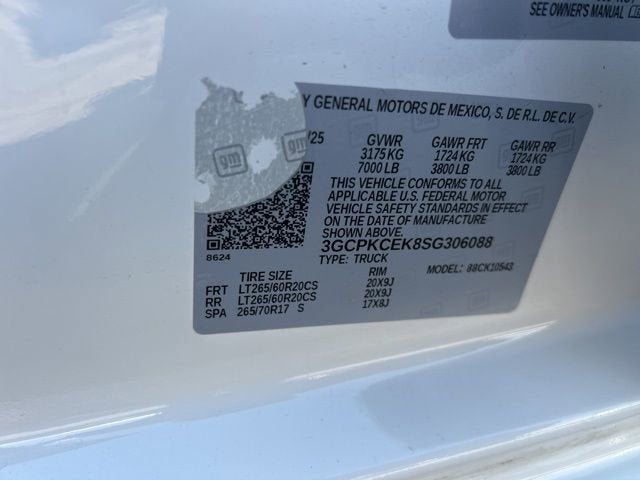 SEE OWNER'S MANUAL
Y GENERAL MOTORS DE MEXICO, S. DE R.L. DE C.V.
/25 GVWR GAWR FRT GAWR RR
3175 KG 1724 KG 1724 KG
7000 LB 3800 LB 3800 LB
gm gm
THIS VEHICLE CONFORMS TO ALL
APPLICABLE U.S. FEDERAL MOTOR
VEHICLE SAFETY STANDARDS IN EFFECT
ON THE DATE OF MANUFACTURE
SHOWN ABOVE.
8624
3GCPKCEK8SG306088
TYPE: TRUCK MODEL: 88CK10543
TIRE SIZE RIM
FRT LT265/60R20CS 20X9J
RR LT265/60R20CS 20X9J
SPA 265/70R17 S 17X8J